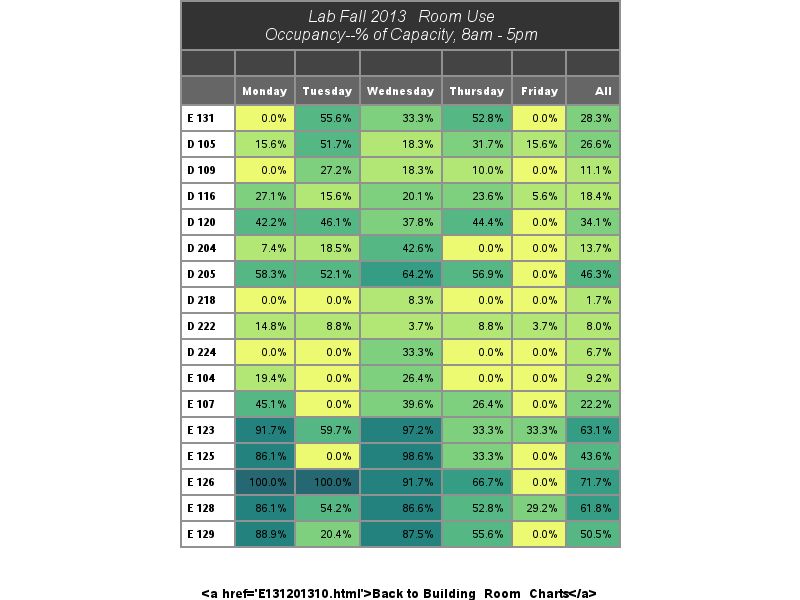 Lab Fall 2013 Room Use
Occupancy--% of Capacity, 8am - 5pm
Monday Tuesday Wednesday Thursday Friday All
E 131 0.0% 55.6% 33.3% 52.8% 0.0% 28.3%
D 105 15.6% 51.7% 18.3% 31.7% 15.6% 26.6%
D 109 0.0% 27.2% 18.3% 10.0% 0.0% 11.1%
D 116 27.1% 15.6% 20.1% 23.6% 5.6% 18.4%
D 120 42.2% 46.1% 37.8% 44.4% 0.0% 34.1%
D 204 7.4% 18.5% 42.6% 0.0% 0.0% 13.7%
D 205 58.3% 52.1% 64.2% 56.9% 0.0% 46.3%
D 218 0.0% 0.0% 8.3% 0.0% 0.0% 1.7%
D 222 14.8% 8.8% 3.7% 8.8% 3.7% 8.0%
D 224 0.0% 0.0% 33.3% 0.0% 0.0% 6.7%
E 104 19.4% 0.0% 26.4% 0.0% 0.0% 9.2%
E 107 45.1% 0.0% 39.6% 26.4% 0.0% 22.2%
E 123 91.7% 59.7% 97.2% 33.3% 33.3% 63.1%
E 125 86.1% 0.0% 98.6% 33.3% 0.0% 43.6%
E 126 100.0% 100.0% 91.7% 66.7% 0.0% 71.7%
E 128 86.1% 54.2% 86.6% 52.8% 29.2% 61.8%
E 129 88.9% 20.4% 87.5% 55.6% 0.0% 50.5%
<a href='E131201310.html'>Back to Building_Room_Charts</a>